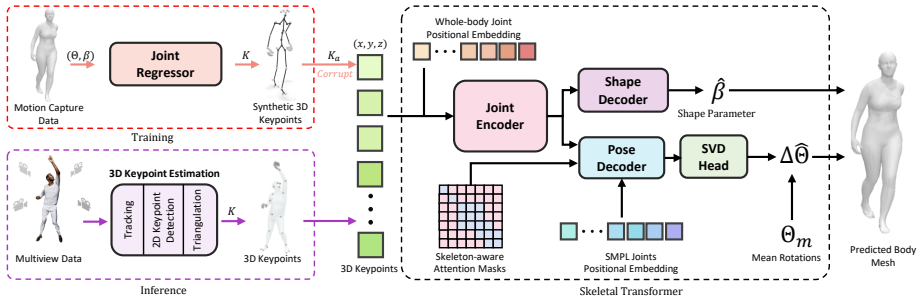 (Θ, β)
Joint
Regressor
K
Motion Capture
Data
Synthetic 3D
Keypoints
Training
K_a
Corrupt
(x, y, z)
Multiview Data
3D Keypoint Estimation
Tracking
2D Keypoint
Detection
Triangulation
K
3D Keypoints
Inference
3D Keypoints
Whole-body Joint
Positional Embedding
Joint
Encoder
Shape
Decoder
β̂
Shape Parameter
Pose
Decoder
SVD
Head
ΔΘ̂
Θ_m
Mean Rotations
Skeleton-aware
Attention Masks
SMPL Joints
Positional Embedding
Skeletal Transformer
Predicted Body
Mesh